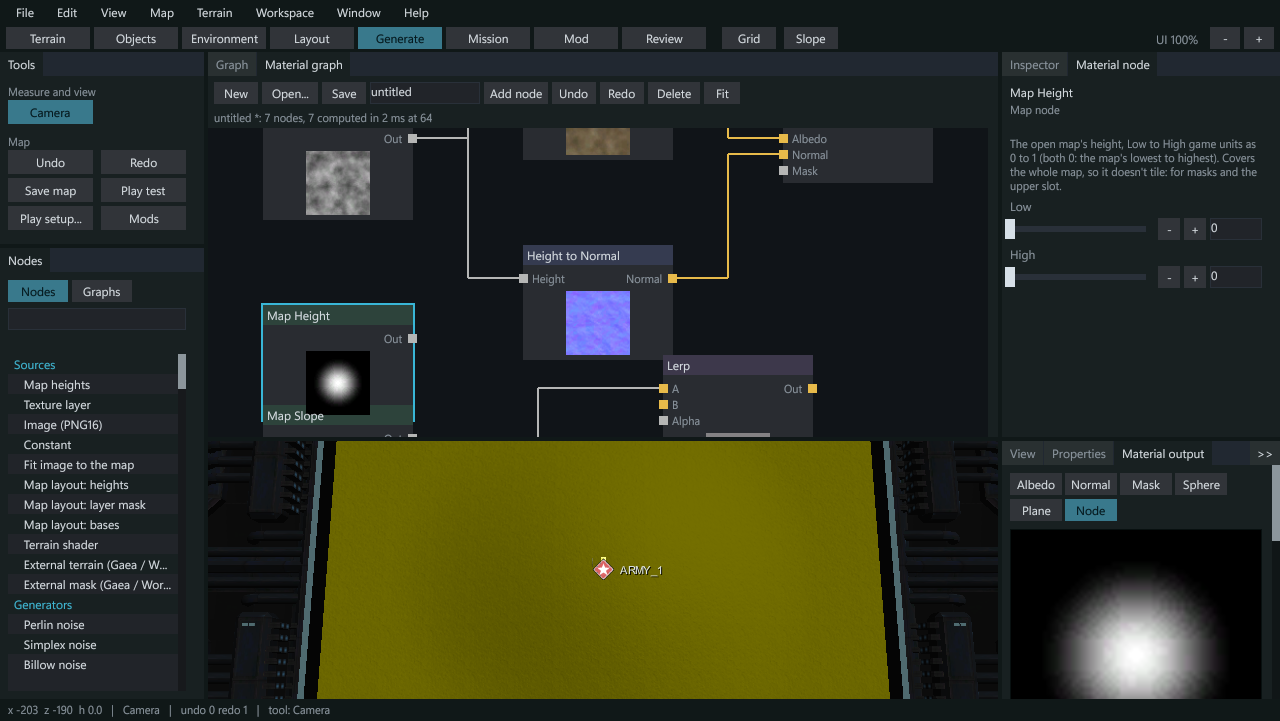 File Edit View Map Terrain Workspace Window Help
Terrain Objects Environment Layout Generate Mission Mod Review Grid Slope UI 100% - +
Tools
Measure and view
Camera
Map
Undo Redo
Save map Play test
Play setup... Mods
Nodes
Nodes Graphs
Sources
Map heights
Texture layer
Image (PNG16)
Constant
Fit image to the map
Map layout: heights
Map layout: layer mask
Map layout: bases
Terrain shader
External terrain (Gaea / W...
External mask (Gaea / Wor...
Generators
Perlin noise
Simplex noise
Billow noise
Graph Material graph
New Open... Save untitled Add node Undo Redo Delete Fit
untitled *: 7 nodes, 7 computed in 2 ms at 64
Out
Albedo
Normal
Mask
Height to Normal
Height Normal
Map Height
Out
Map Slope
Out
Lerp
A Out
B
Alpha
ARMY_1
Inspector Material node
Map Height
Map node
The open map's height, Low to High game units as
0 to 1 (both 0: the map's lowest to highest). Covers
the whole map, so it doesn't tile: for masks and the
upper slot.
Low
- + 0
High
- + 0
View Properties Material output >>
Albedo Normal Mask Sphere
Plane Node
x -203 z -190 h 0.0 | Camera | undo 0 redo 1 | tool: Camera